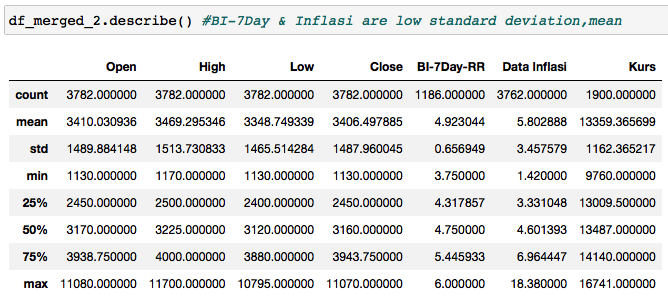 df_merged_2.describe() #BI-7Day & Inflasi are low standard deviation,mean
Open High Low Close BI-7Day-RR Data Inflasi Kurs
count 3782.000000 3782.000000 3782.000000 3782.000000 1186.000000 3762.000000 1900.000000
mean 3410.030936 3469.295346 3348.749339 3406.497885 4.923044 5.802888 13359.365699
std 1489.884148 1513.730833 1465.514284 1487.960045 0.656949 3.457579 1162.365217
min 1130.000000 1170.000000 1130.000000 1130.000000 3.750000 1.420000 9760.000000
25% 2450.000000 2500.000000 2400.000000 2450.000000 4.317857 3.331048 13009.500000
50% 3170.000000 3225.000000 3120.000000 3160.000000 4.750000 4.601393 13487.000000
75% 3938.750000 4000.000000 3880.000000 3943.750000 5.445933 6.964447 14140.000000
max 11080.000000 11700.000000 10795.000000 11070.000000 6.000000 18.380000 16741.000000